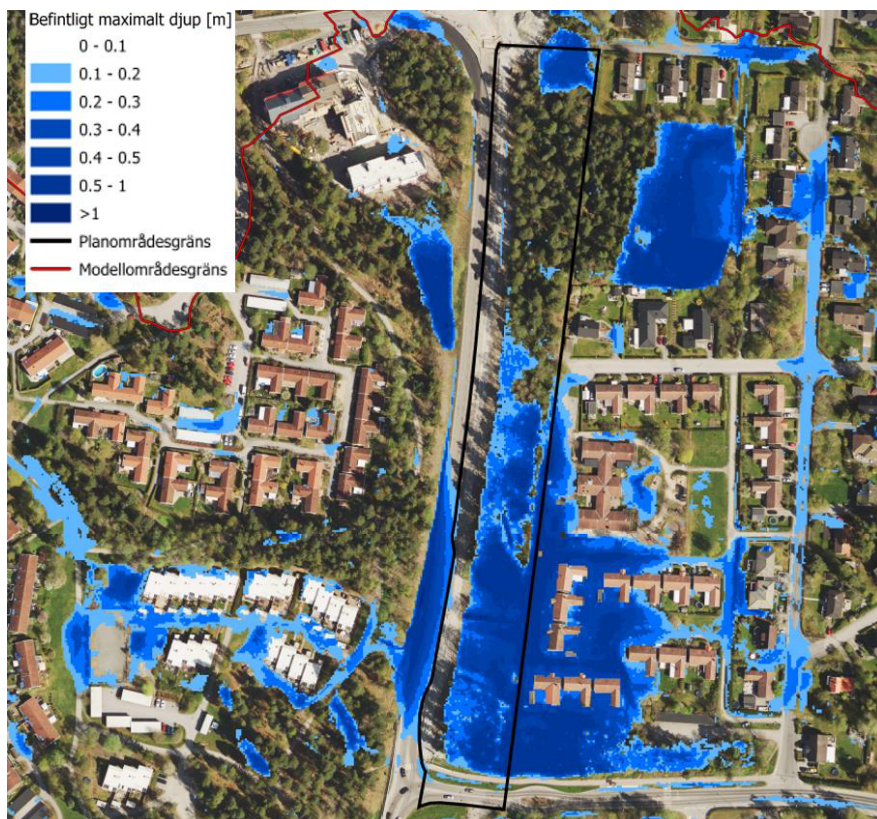 Befintligt maximalt djup [m]
0 - 0.1
0.1 - 0.2
0.2 - 0.3
0.3 - 0.4
0.4 - 0.5
0.5 - 1
>1
Planområdesgräns
Modellområdesgräns